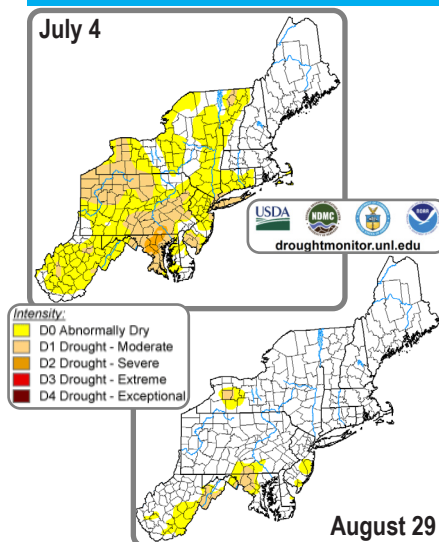 July 4
USDA
NDMC
NOAA
droughtmonitor.unl.edu
Intensity:
D0 Abnormally Dry
D1 Drought - Moderate
D2 Drought - Severe
D3 Drought - Extreme
D4 Drought - Exceptional
August 29